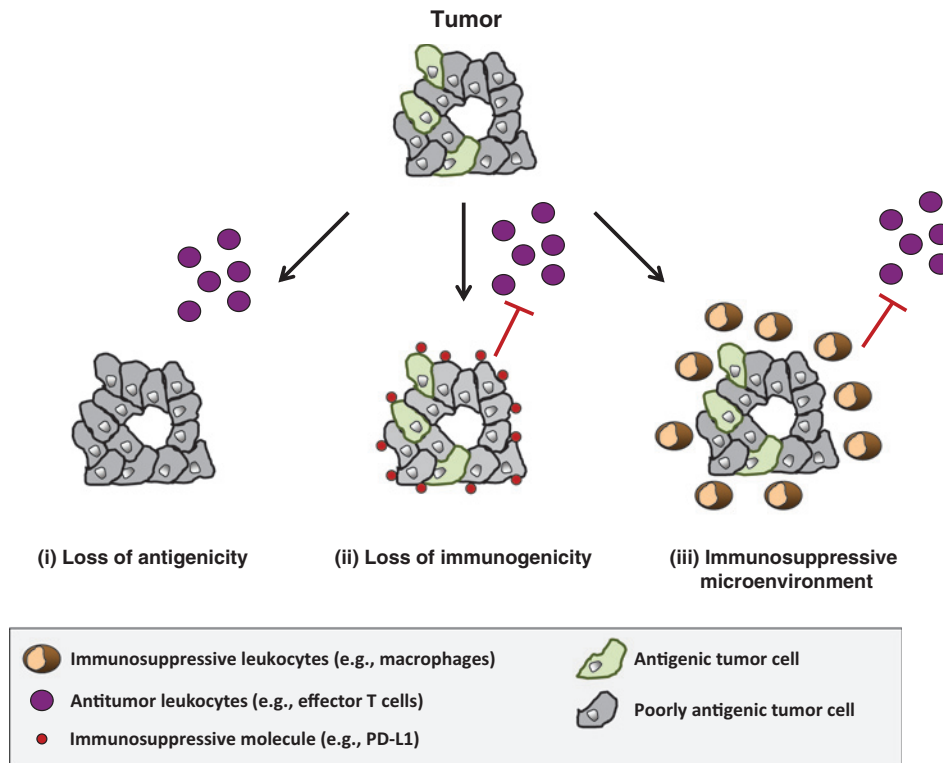 Tumor
(i) Loss of antigenicity
(ii) Loss of immunogenicity
(iii) Immunosuppressive
microenvironment
Immunosuppressive leukocytes (e.g., macrophages)
Antitumor leukocytes (e.g., effector T cells)
Immunosuppressive molecule (e.g., PD-L1)
Antigenic tumor cell
Poorly antigenic tumor cell